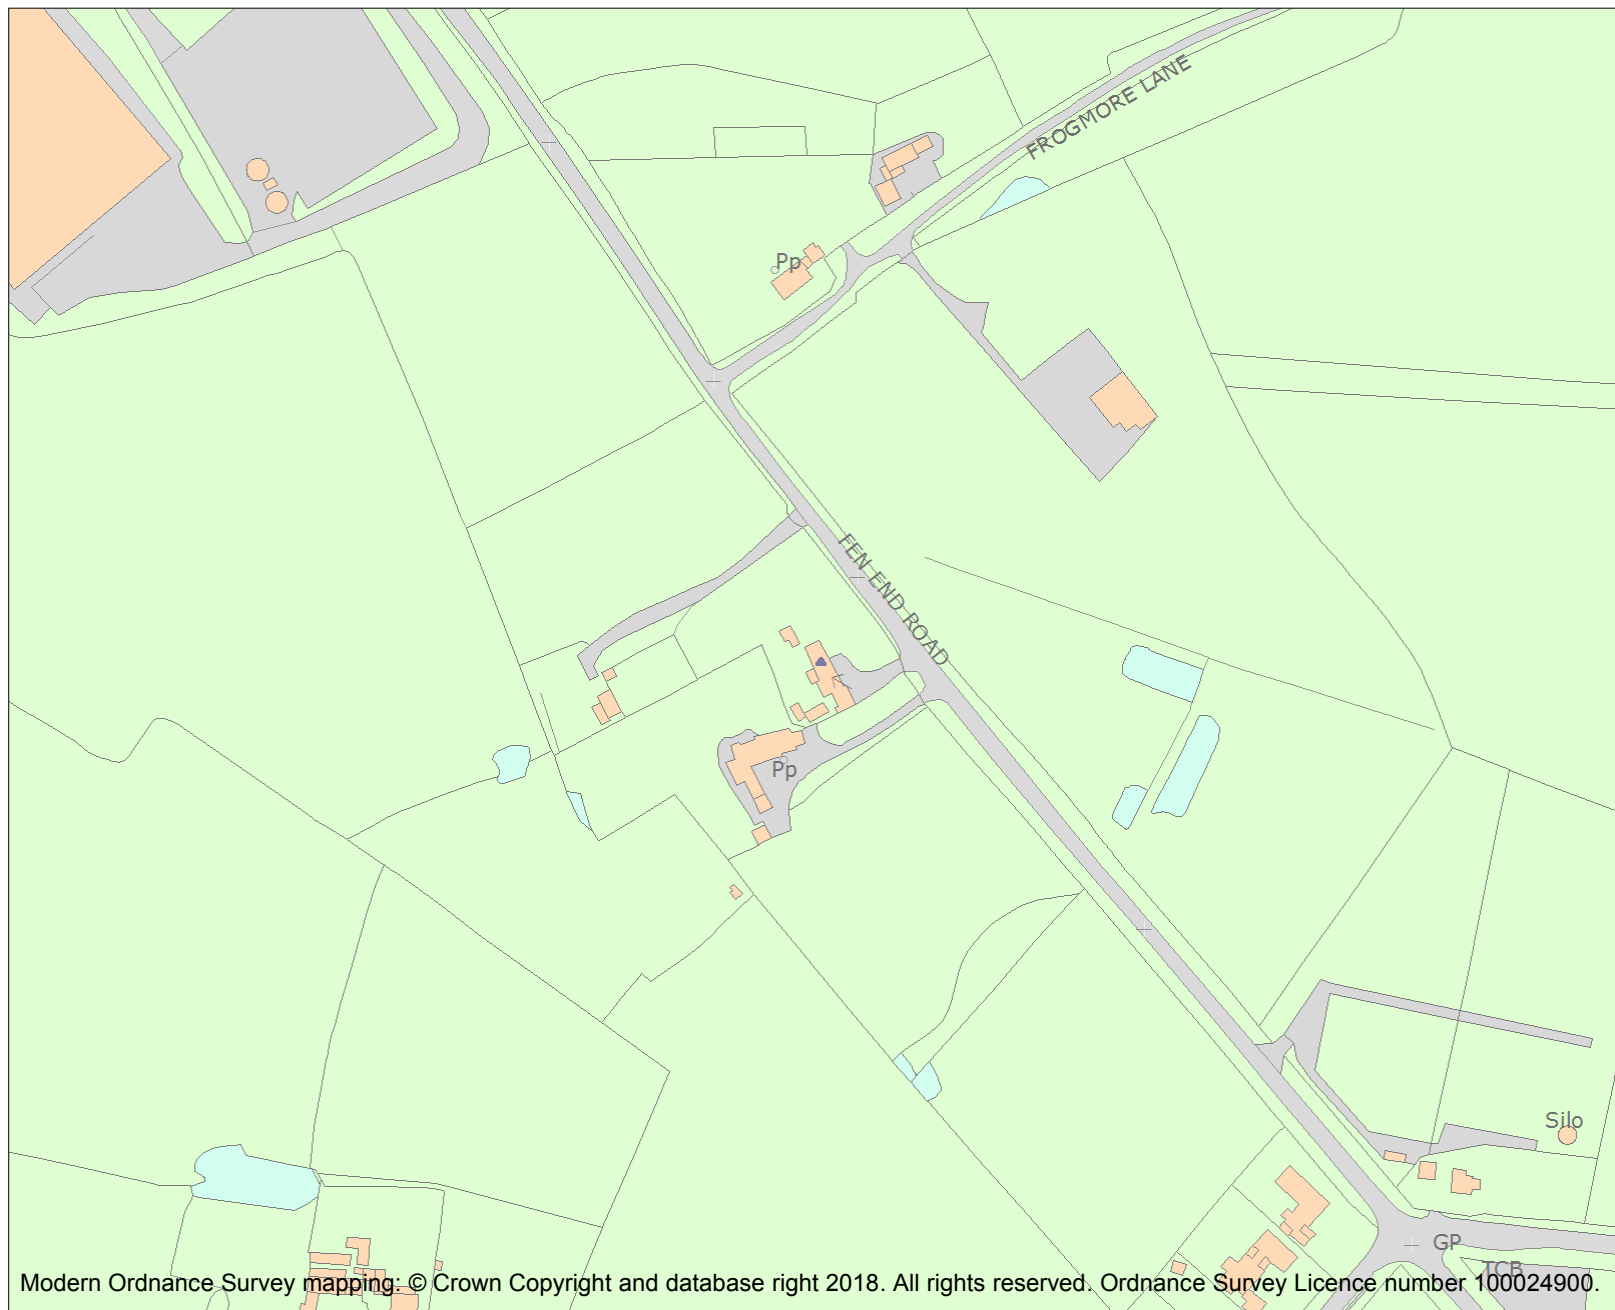 FROGMORE LANE
Pp
FEN END ROAD
Pp
Silo
GP
TCB
Modern Ordnance Survey mapping: © Crown Copyright and database right 2018. All rights reserved. Ordnance Survey Licence number 100024900.